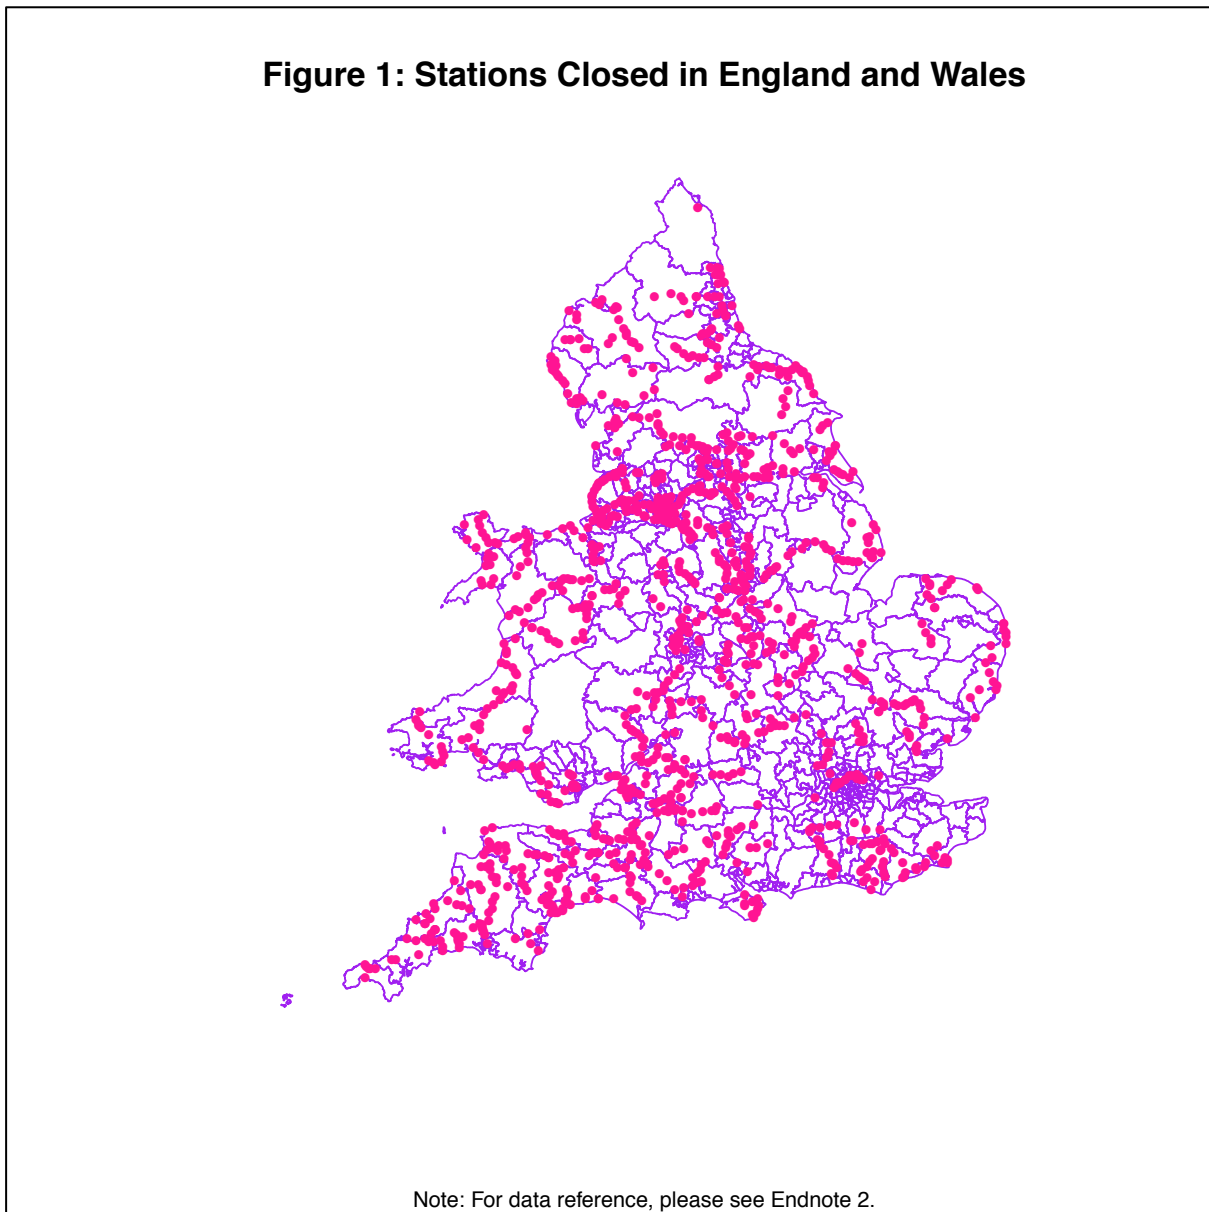 Figure 1: Stations Closed in England and Wales
Note: For data reference, please see Endnote 2.